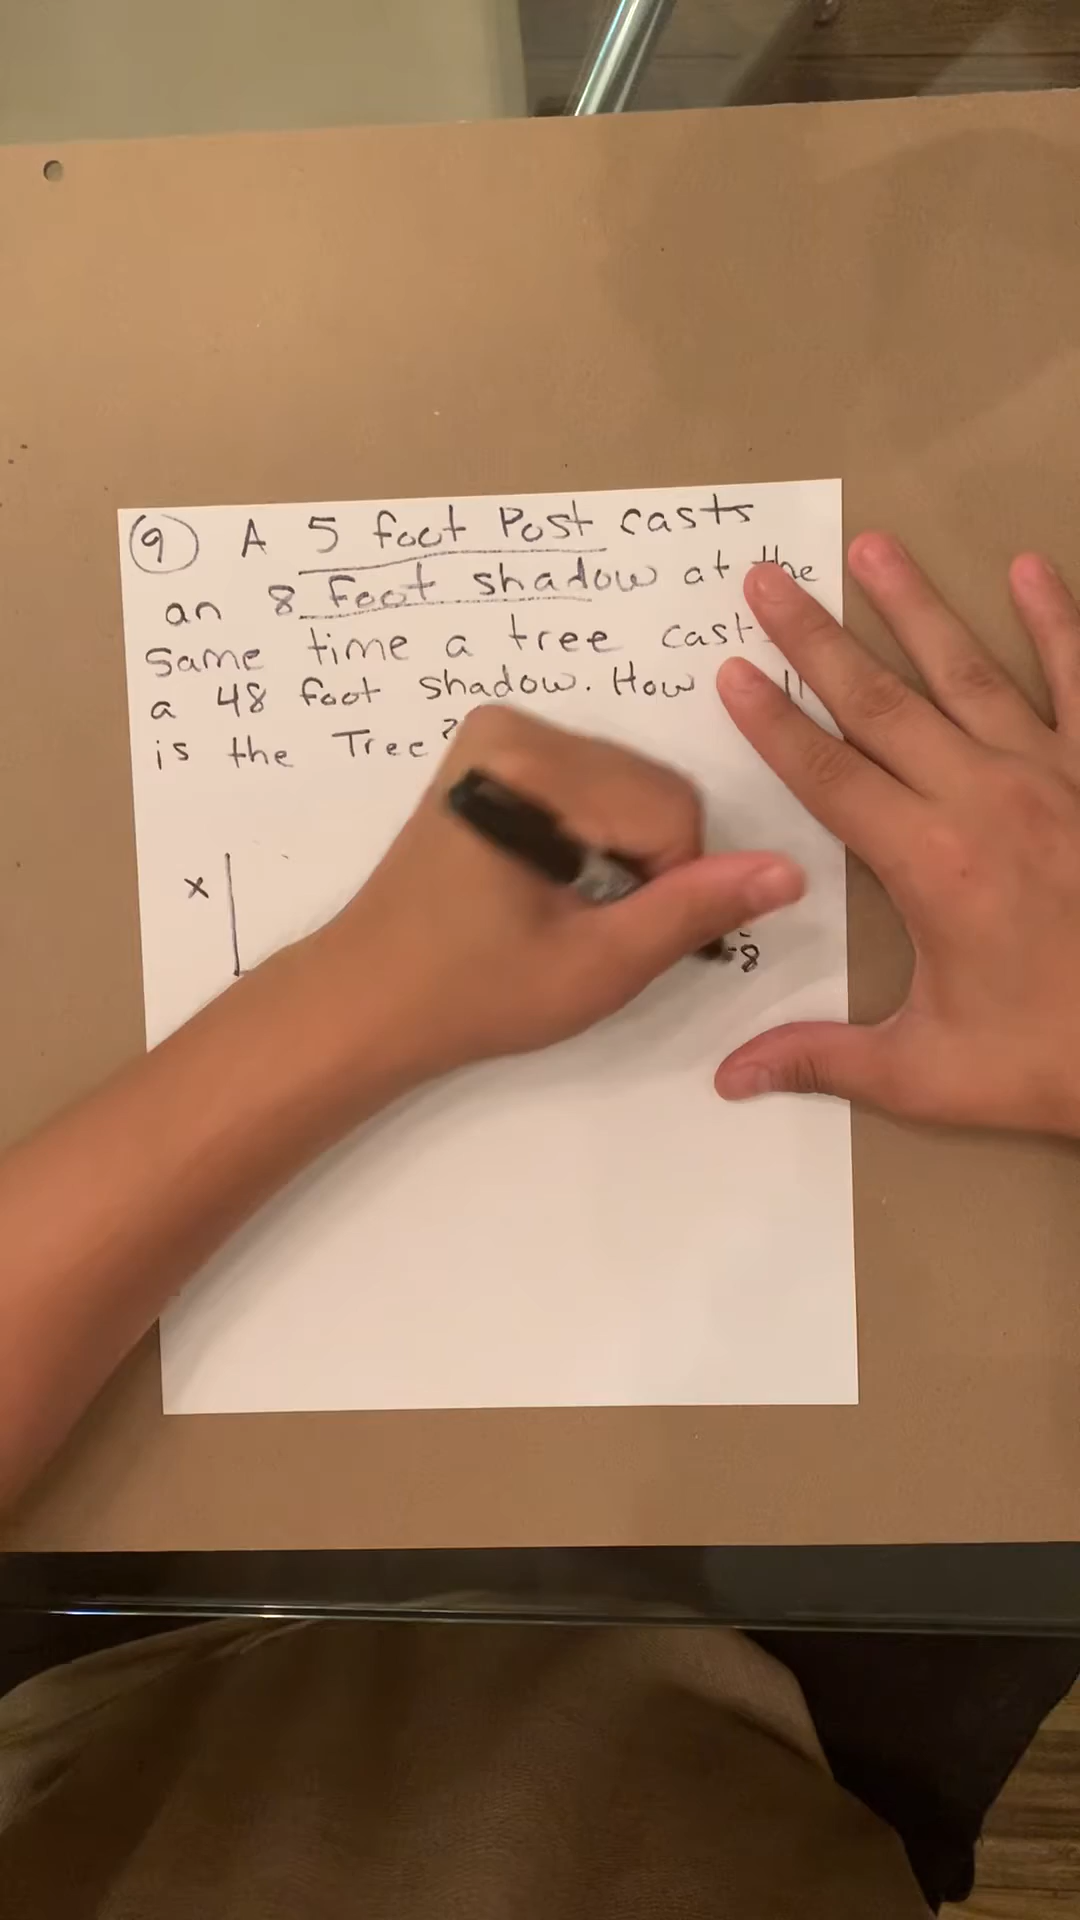 9 A 5 foot Post casts
an 8 Foot shadow at the
Same time a tree cast
a 48 foot shadow. How
is the Tree?
x
8